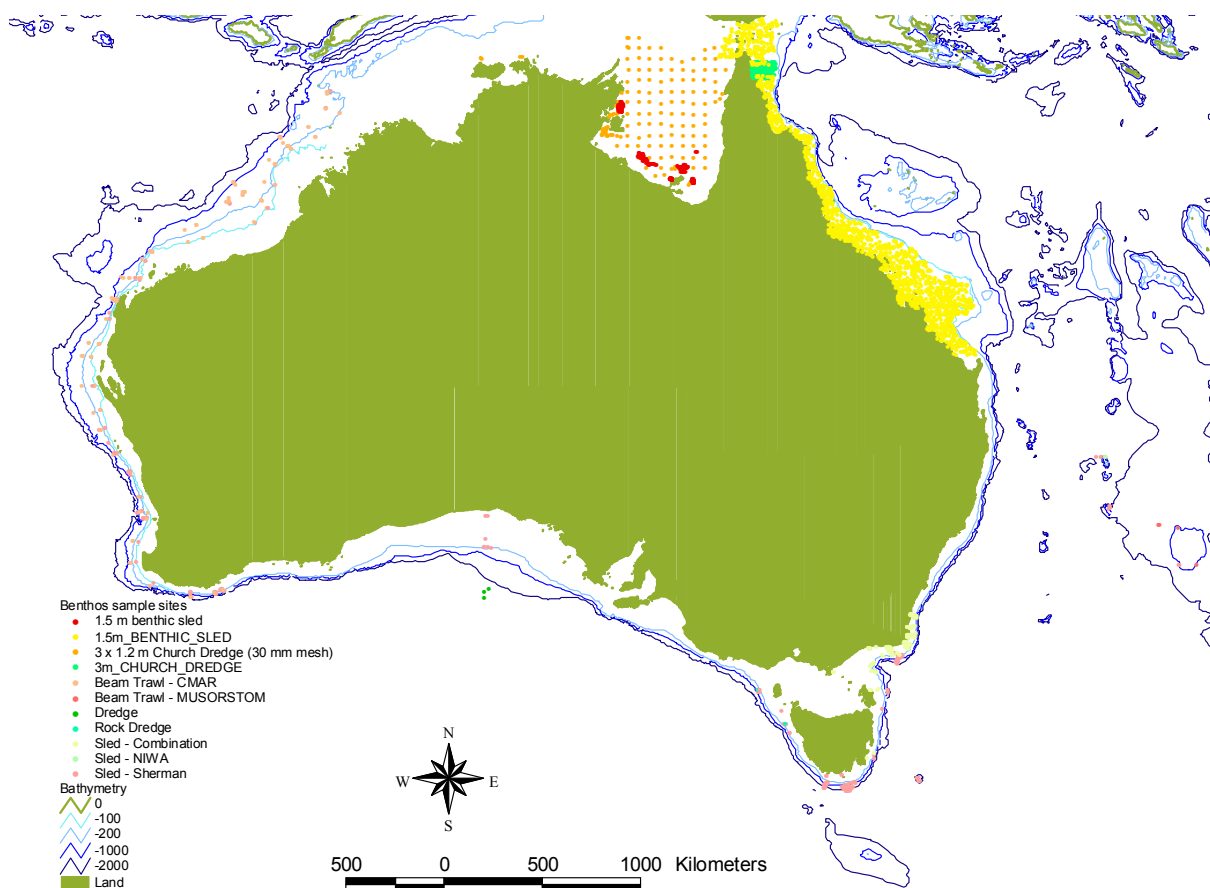 Benthos sample sites
1.5 m benthic sled
1.5m_BENTHIC_SLED
3 x 1.2 m Church Dredge (30 mm mesh)
3m_CHURCH_DREDGE
Beam Trawl - CMAR
Beam Trawl - MUSORSTOM
Dredge
Rock Dredge
Sled - Combination
Sled - NIWA
Sled - Sherman
Bathymetry
0
-100
-200
-1000
-2000
Land
N
W E
S
500 0 500 1000 Kilometers